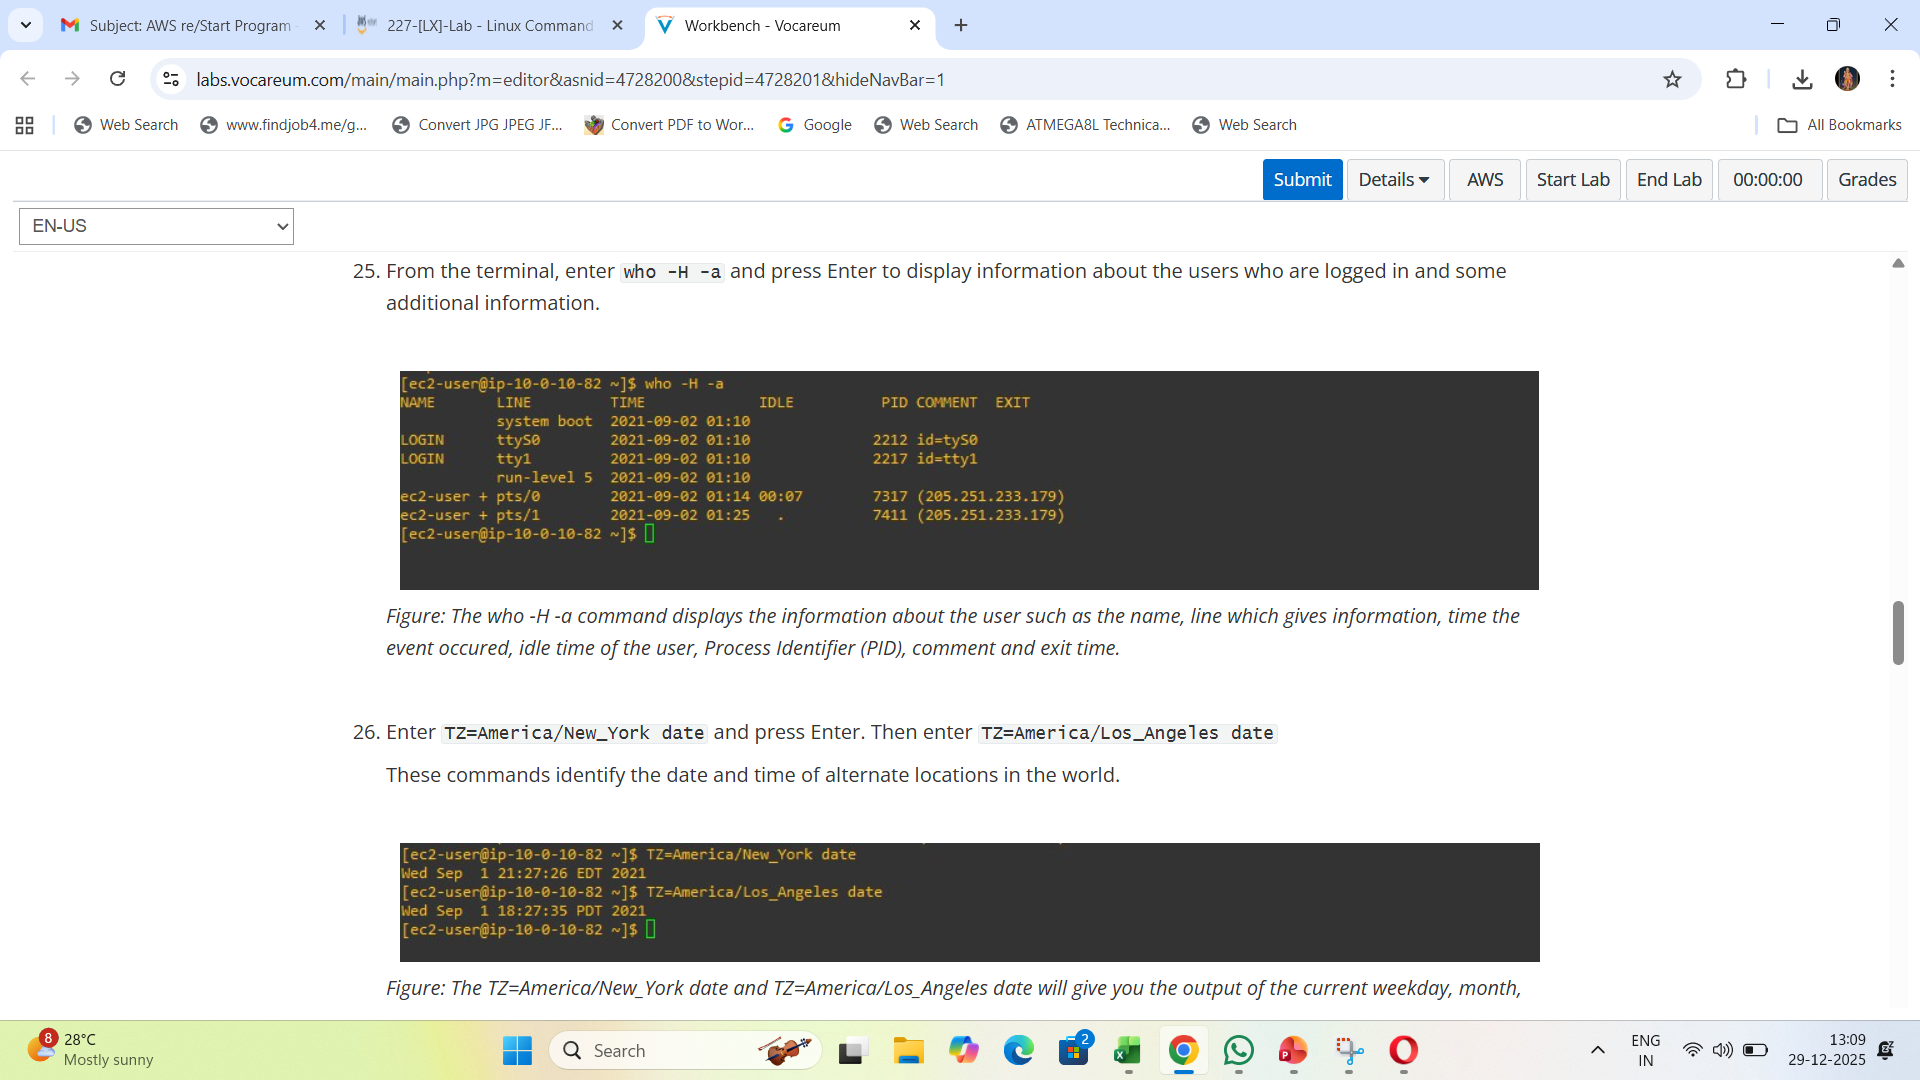 Subject: AWS re/Start Program
227-[LX]-Lab - Linux Command
Workbench - Vocareum
labs.vocareum.com/main/main.php?m=editor&asnid=4728200&stepid=4728201&hideNavBar=1
Web Search
www.findjob4.me/g...
Convert JPG JPEG JF...
Convert PDF to Wor...
Google
Web Search
ATMEGA8L Technica...
Web Search
All Bookmarks
Submit
Details
AWS
Start Lab
End Lab
00:00:00
Grades
EN-US
25. From the terminal, enter who -H -a and press Enter to display information about the users who are logged in and some
additional information.
[ec2-user@ip-10-0-10-82 ~]$ who -H -a
NAME LINE TIME IDLE PID COMMENT EXIT
system boot 2021-09-02 01:10
LOGIN ttyS0 2021-09-02 01:10 2212 id=tyS0
LOGIN tty1 2021-09-02 01:10 2217 id=tty1
run-level 5 2021-09-02 01:10
ec2-user + pts/0 2021-09-02 01:14 00:07 7317 (205.251.233.179)
ec2-user + pts/1 2021-09-02 01:25 . 7411 (205.251.233.179)
[ec2-user@ip-10-0-10-82 ~]$
Figure: The who -H -a command displays the information about the user such as the name, line which gives information, time the
event occured, idle time of the user, Process Identifier (PID), comment and exit time.
26. Enter TZ=America/New_York date and press Enter. Then enter TZ=America/Los_Angeles date
These commands identify the date and time of alternate locations in the world.
[ec2-user@ip-10-0-10-82 ~]$ TZ=America/New_York date
Wed Sep 1 21:27:26 EDT 2021
[ec2-user@ip-10-0-10-82 ~]$ TZ=America/Los_Angeles date
Wed Sep 1 18:27:35 PDT 2021
[ec2-user@ip-10-0-10-82 ~]$
Figure: The TZ=America/New_York date and TZ=America/Los_Angeles date will give you the output of the current weekday, month,
8
28°C
Mostly sunny
Search
2
ENG
IN
13:09
29-12-2025